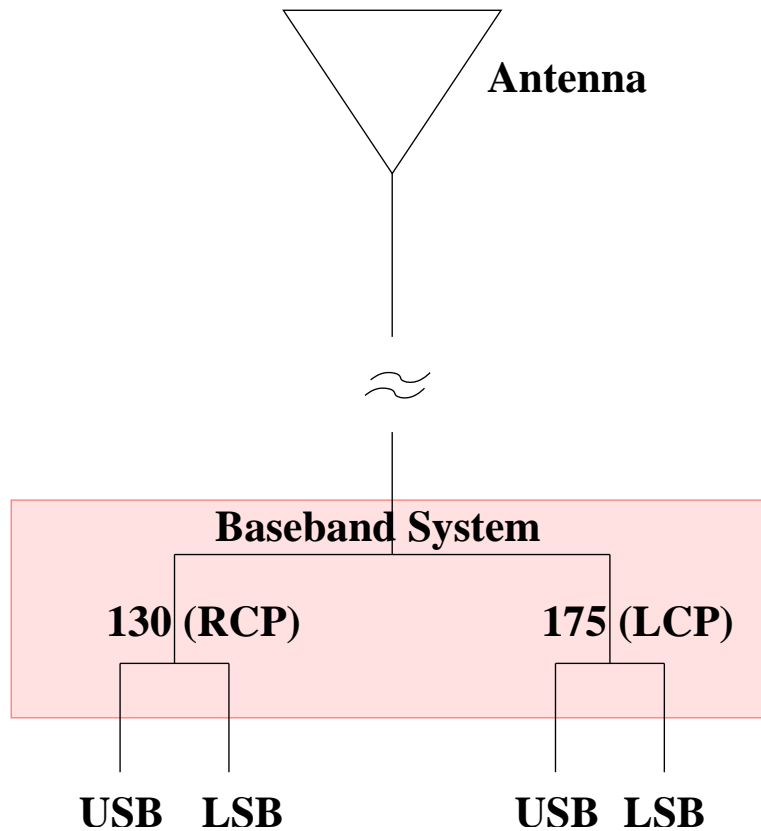 Antenna
Baseband System
130 (RCP) 175 (LCP)
USB LSB USB LSB